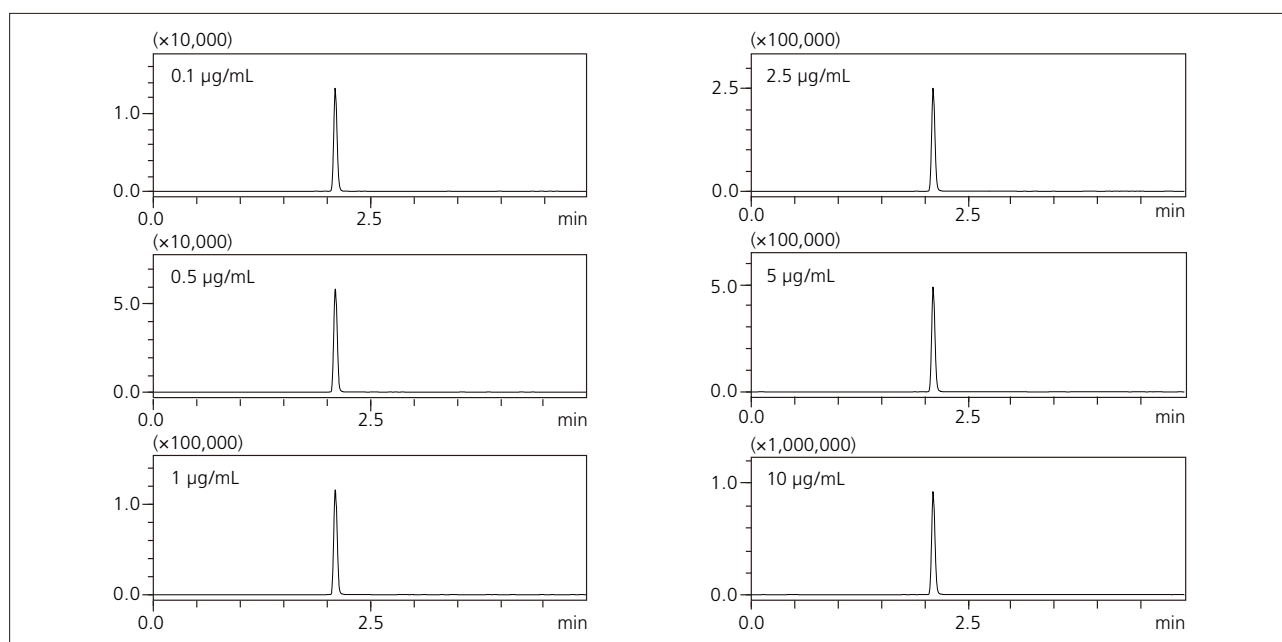 (×10,000)
0.1 µg/mL
1.0
0.0
0.0 2.5 min
(×10,000)
0.5 µg/mL
5.0
0.0
0.0 2.5 min
(×100,000)
1 µg/mL
1.0
0.0
0.0 2.5 min
(×100,000)
2.5 µg/mL
2.5
0.0
0.0 2.5 min
(×100,000)
5 µg/mL
5.0
0.0
0.0 2.5 min
(×1,000,000)
10 µg/mL
1.0
0.0
0.0 2.5 min